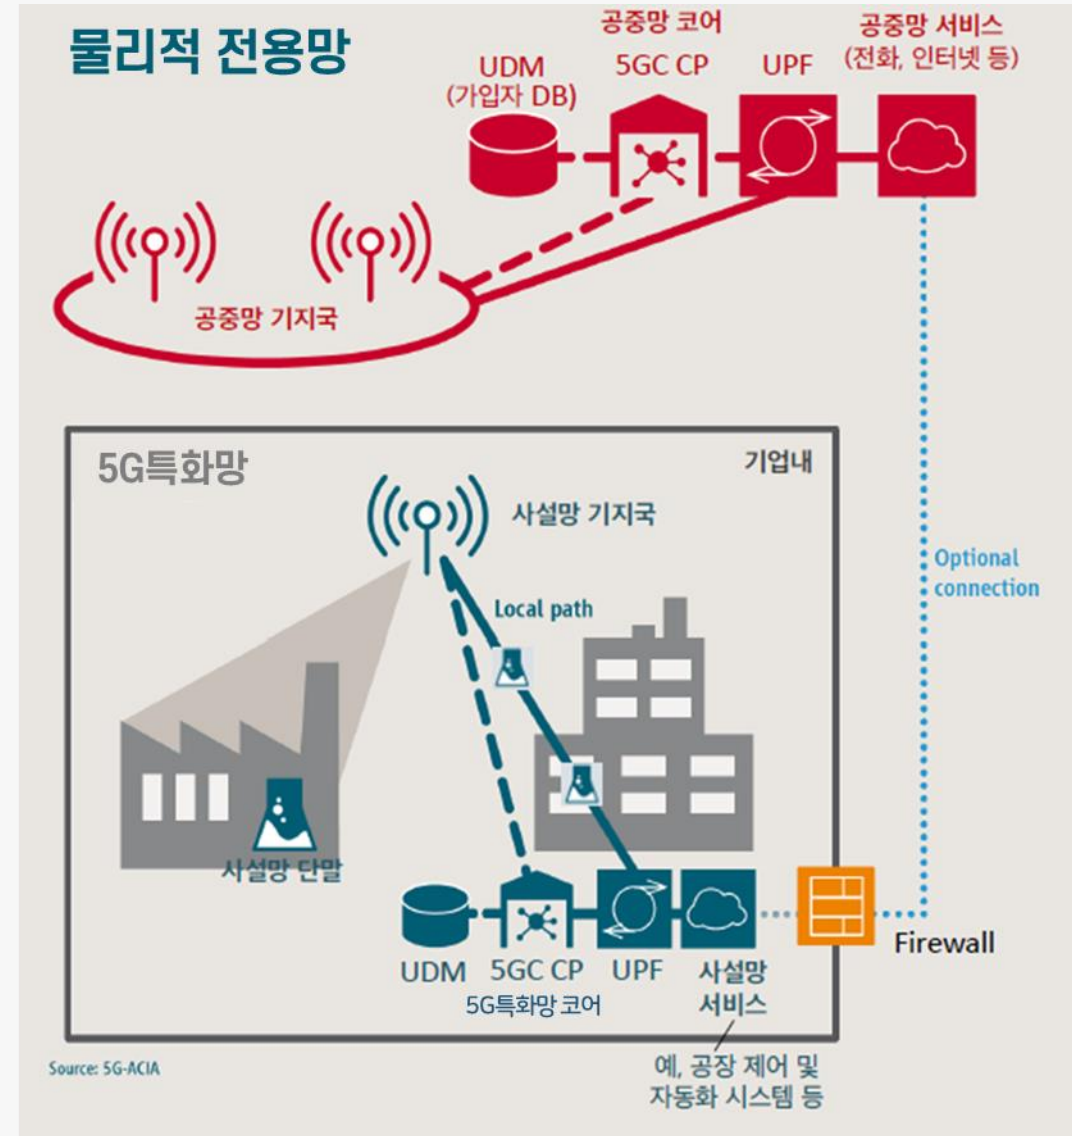 물리적 전용망
공중망 코어
공중망 서비스
(전화, 인터넷 등)
UDM
(가입자 DB)
5GC CP
UPF
공중망 기지국
5G특화망
기업내
사설망 기지국
Local path
Optional
connection
사설망 단말
UDM
5GC CP
UPF
사설망
서비스
5G특화망 코어
Firewall
예, 공장 제어 및
자동화 시스템 등
Source: 5G-ACIA